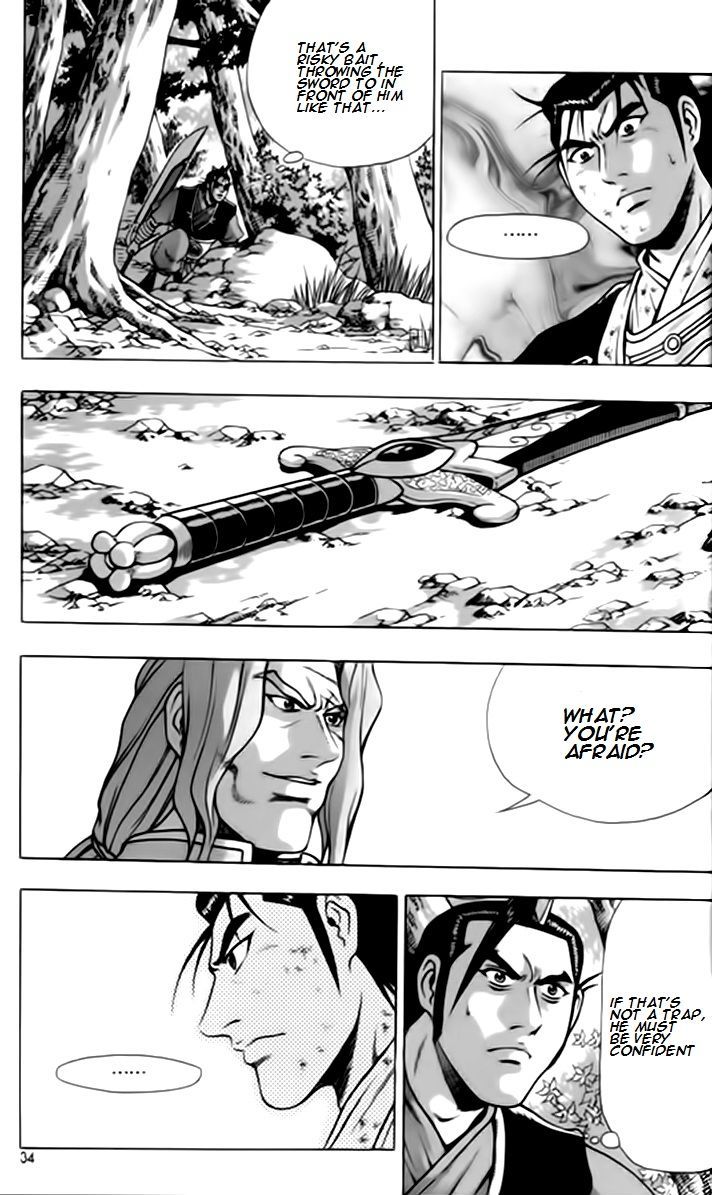 THAT'S A
RISKY BAIT,
THROWING THE
SWORD TO IN
FRONT OF HIM
LIKE THAT...
......
WHAT?
YOU'RE
AFRAID?
......
IF THAT'S
NOT A TRAP,
HE MUST
BE VERY
CONFIDENT
34